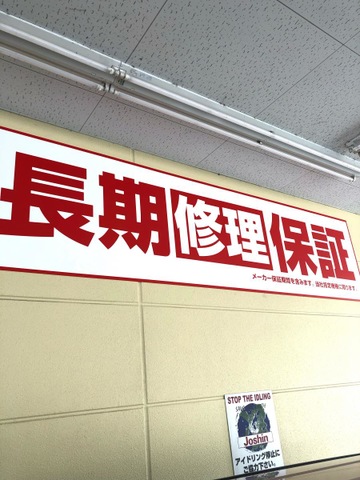 長期修理保証
メーカー保証期間を含みます。当社指定機種に限ります
STOP THE IDLING
Joshin
アイドリング停止に
ご協力下さい。